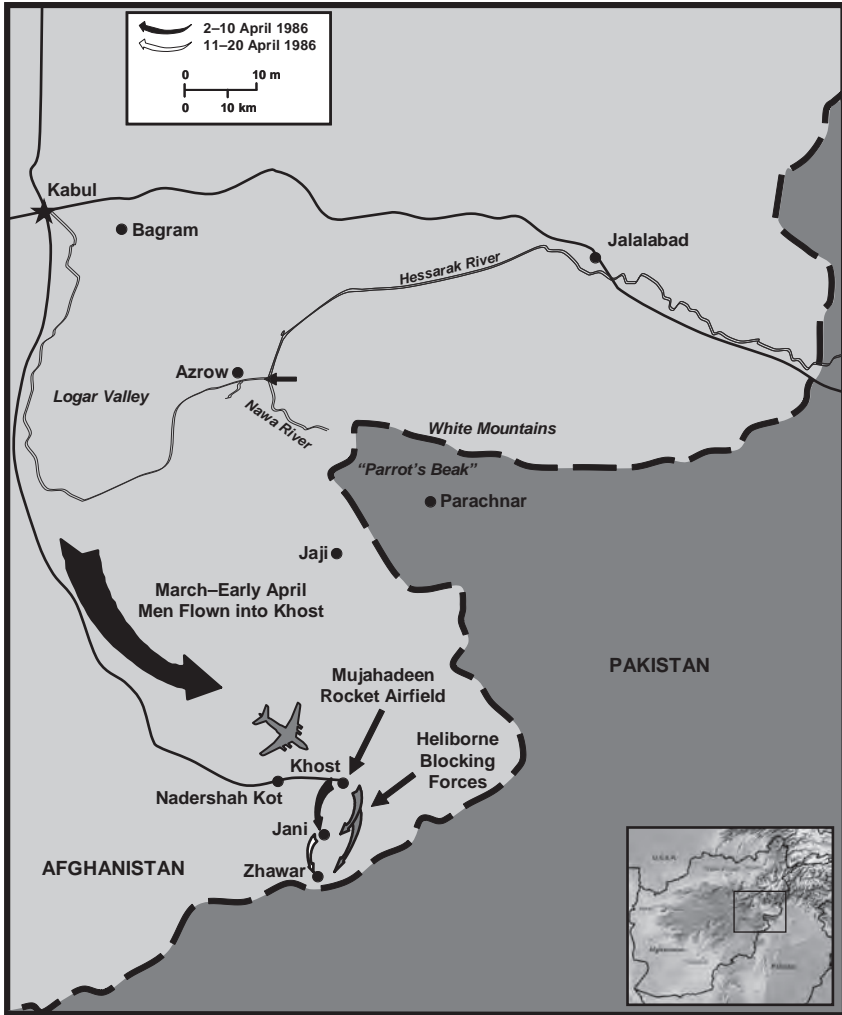 2–10 April 1986
11–20 April 1986
0 10 m
0 10 km
Kabul
Bagram
Jalalabad
Hessarak River
Azrow
Logar Valley
Nawa River
White Mountains
“Parrot’s Beak”
Parachnar
Jaji
March–Early April
Men Flown into Khost
PAKISTAN
Mujahadeen
Rocket Airfield
Heliborne
Blocking
Forces
Khost
Nadershah Kot
Jani
AFGHANISTAN
Zhawar
U.S.S.R.
Afghanistan
Pakistan